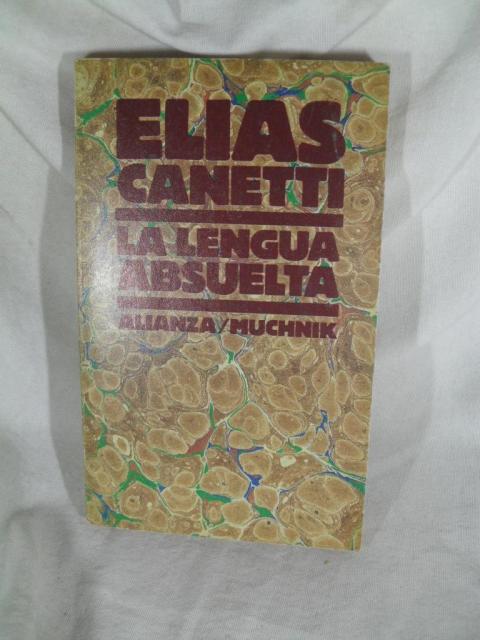 ELIAS
CANETTI
LA LENGUA
ABSUELTA
ALIANZA/MUCHNIK